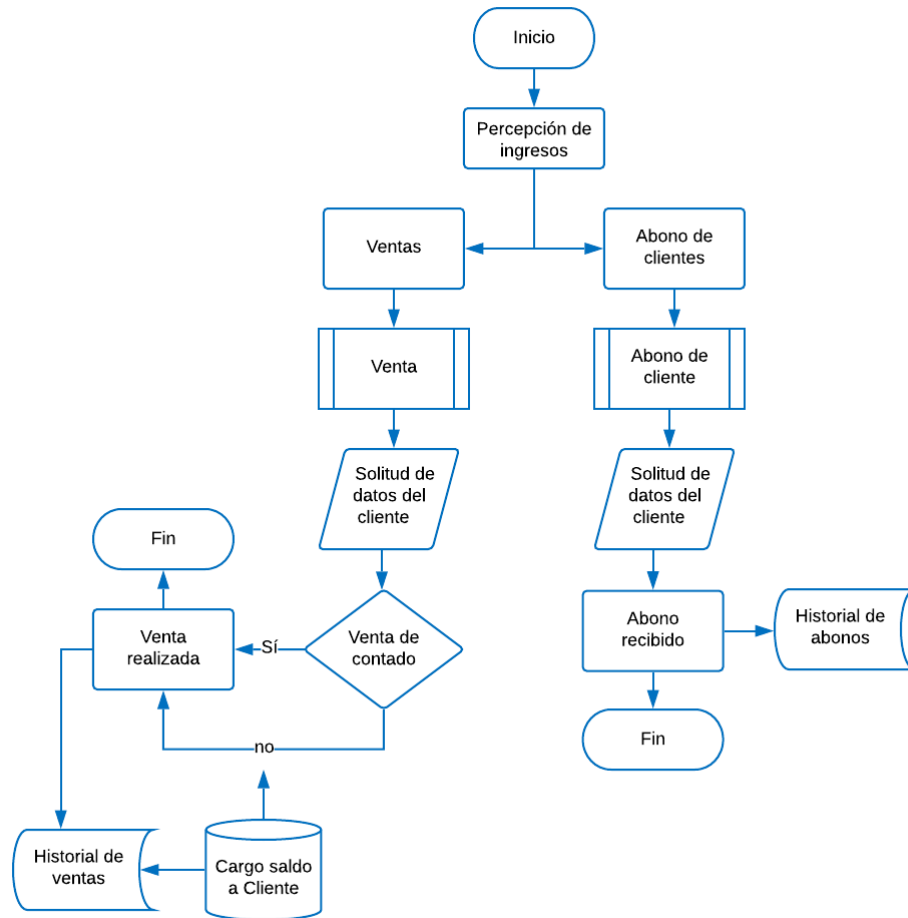 Inicio
Percepción de
ingresos
Ventas
Abono de
clientes
Venta
Abono de
cliente
Solitud de
datos del
cliente
Solitud de
datos del
cliente
Fin
Venta
realizada
Sí
Venta de
contado
Abono
recibido
Historial de
abonos
no
Fin
Historial de
ventas
Cargo saldo
a Cliente